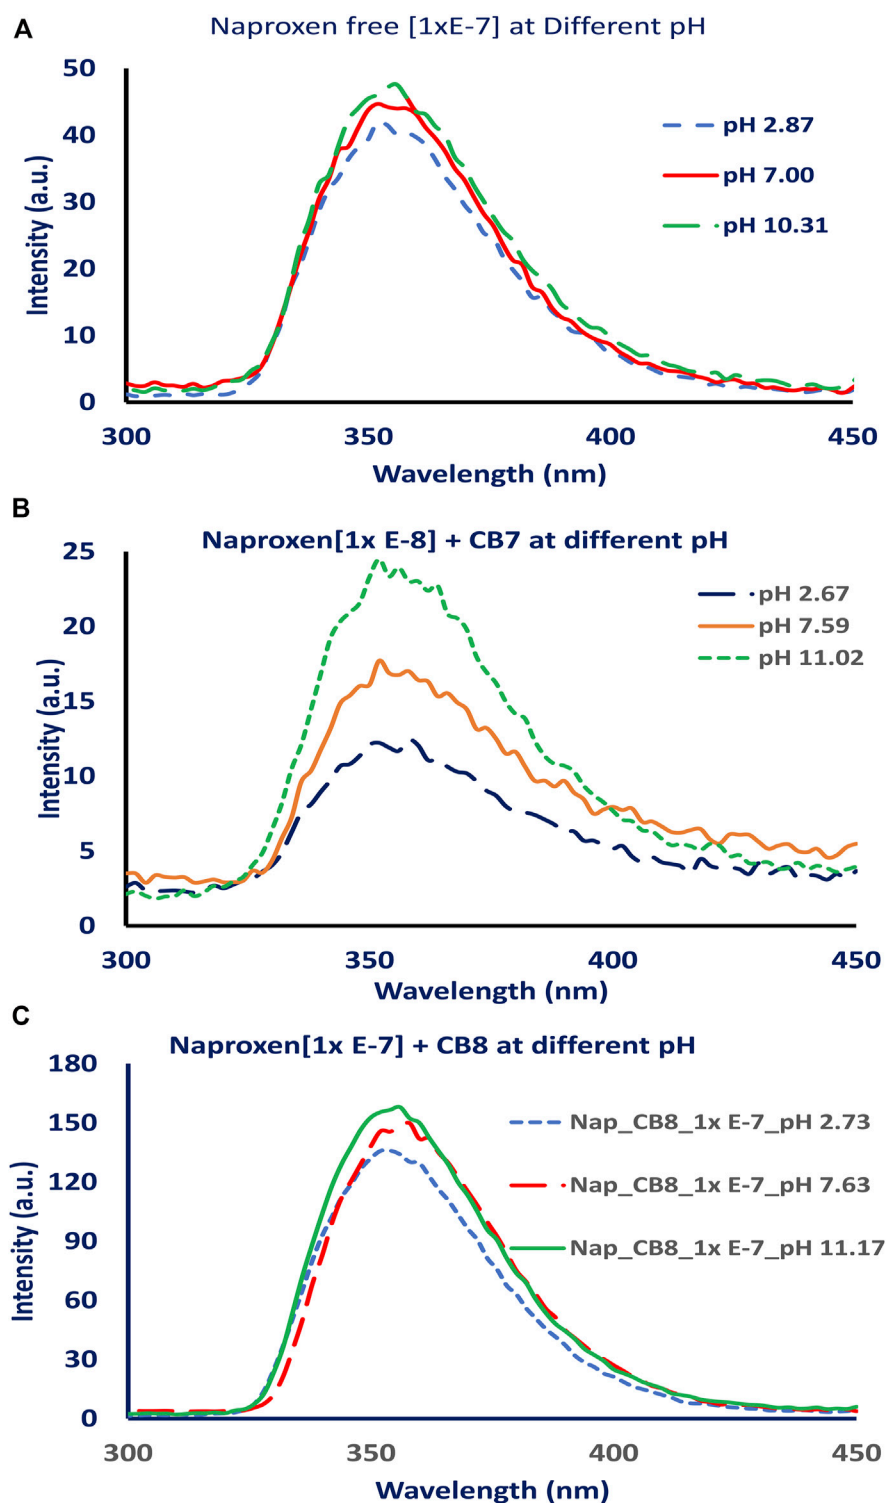 A
Naproxen free [1xE-7] at Different pH
50
40
30
20
10
0
Intensity (a.u.)
pH 2.87
pH 7.00
pH 10.31
300 350 400 450
Wavelength (nm)
B
Naproxen[1x E-8] + CB7 at different pH
25
20
15
10
5
0
Intensity (a.u.)
pH 2.67
pH 7.59
pH 11.02
300 350 400 450
Wavelength (nm)
C
Naproxen[1x E-7] + CB8 at different pH
180
150
120
90
60
30
0
Intensity (a.u.)
Nap_CB8_1x E-7_pH 2.73
Nap_CB8_1x E-7_pH 7.63
Nap_CB8_1x E-7_pH 11.17
300 350 400 450
Wavelength (nm)